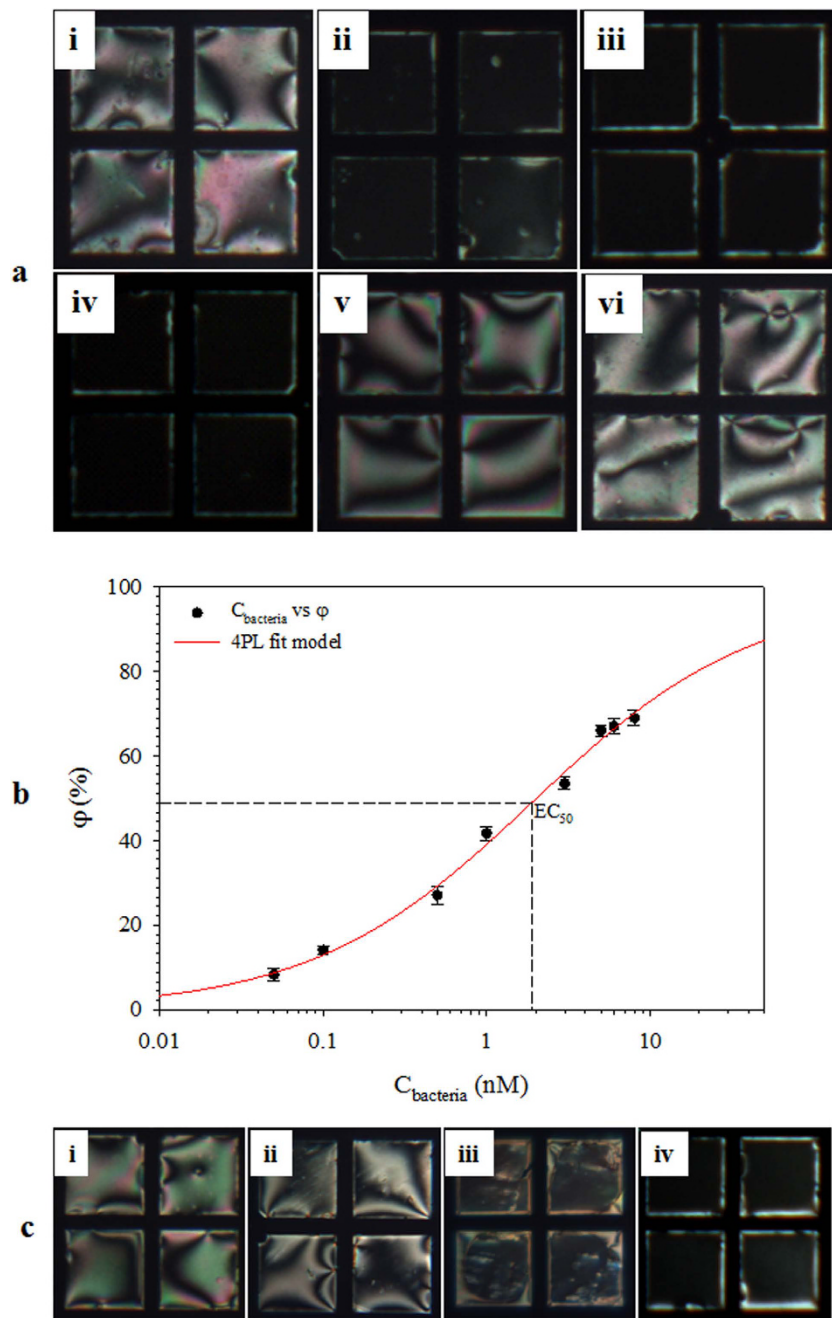 i
ii
iii
a
iv
v
vi
100
C_bacteria vs φ
4PL fit model
80
60
b
φ (%)
EC_50
40
20
0
0.01
0.1
1
10
C_bacteria (nM)
i
ii
iii
iv
c